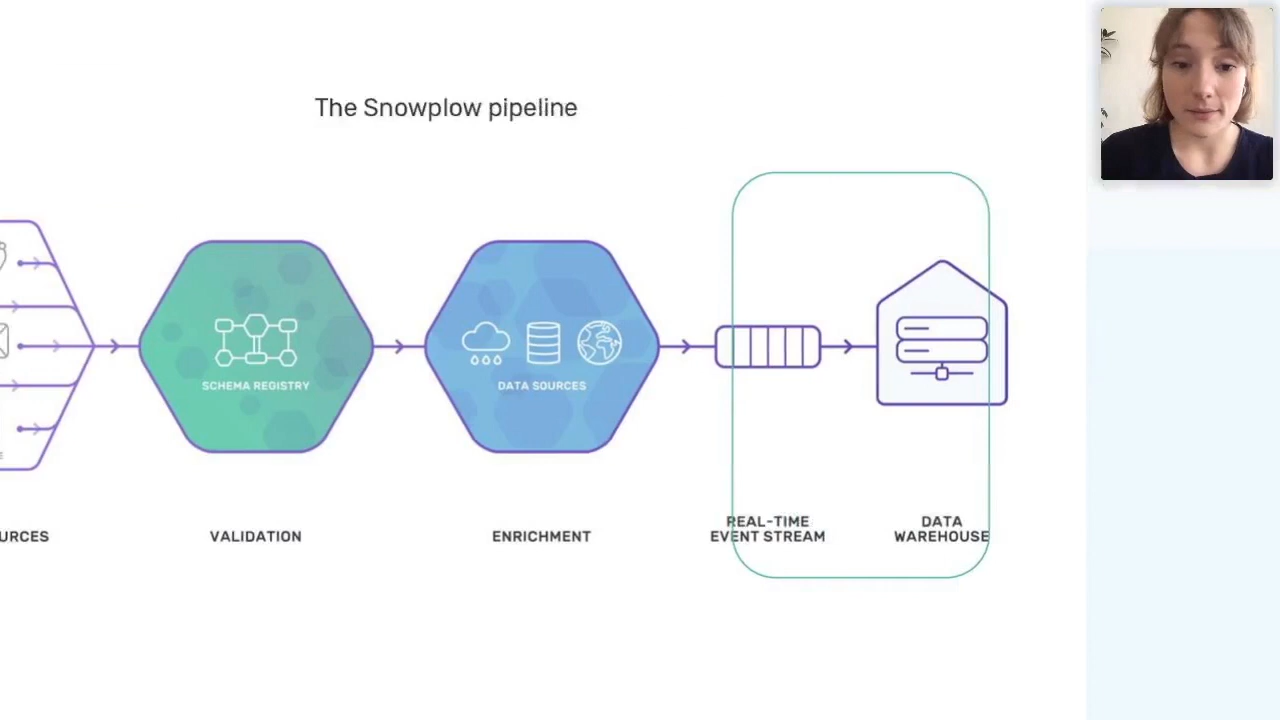 The Snowplow pipeline
SCHEMA REGISTRY
DATA SOURCES
URCES
VALIDATION
ENRICHMENT
REAL-TIME
EVENT STREAM
DATA
WAREHOUSE